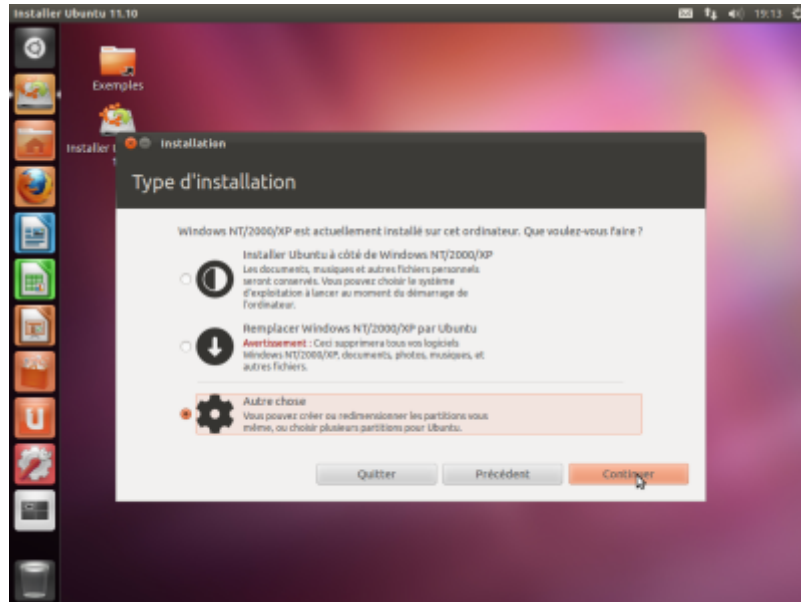 Installer Ubuntu 11.10
19:13
Exemples
Installer
Installation
Type d'installation
Windows NT/2000/XP est actuellement installé sur cet ordinateur. Que voulez-vous faire ?
Installer Ubuntu à côté de Windows NT/2000/XP
Les documents, musiques et autres fichiers personnels
seront conservés. Vous pouvez choisir le système
d'exploitation à lancer au moment du démarrage de
l'ordinateur.
Remplacer Windows NT/2000/XP par Ubuntu
Avertissement : Ceci supprimera tous vos logiciels
Windows NT/2000/XP, documents, photos, musiques, et
autres fichiers.
Autre chose
Vous pouvez créer ou redimensionner les partitions vous
même, ou choisir plusieurs partitions pour Ubuntu.
Quitter
Précédent
Continuer